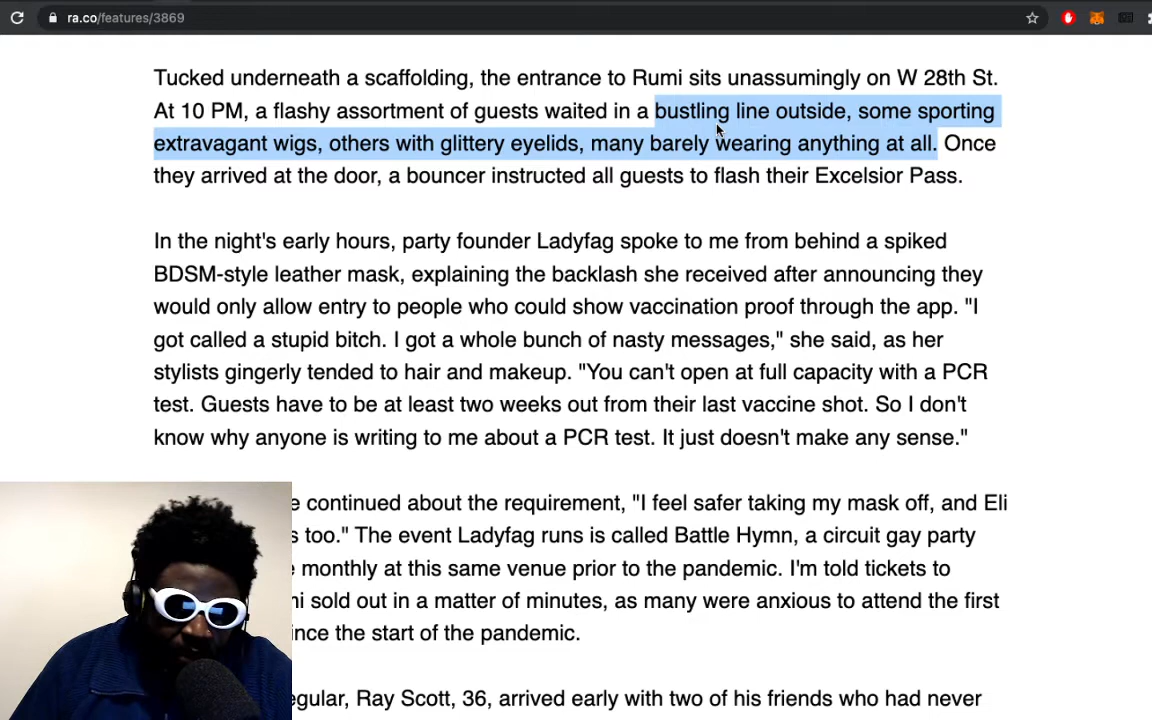 ra.co/features/3869
Tucked underneath a scaffolding, the entrance to Rumi sits unassumingly on W 28th St.
At 10 PM, a flashy assortment of guests waited in a bustling line outside, some sporting
extravagant wigs, others with glittery eyelids, many barely wearing anything at all. Once
they arrived at the door, a bouncer instructed all guests to flash their Excelsior Pass.
In the night's early hours, party founder Ladyfag spoke to me from behind a spiked
BDSM-style leather mask, explaining the backlash she received after announcing they
would only allow entry to people who could show vaccination proof through the app. "I
got called a stupid bitch. I got a whole bunch of nasty messages," she said, as her
stylists gingerly tended to hair and makeup. "You can't open at full capacity with a PCR
test. Guests have to be at least two weeks out from their last vaccine shot. So I don't
know why anyone is writing to me about a PCR test. It just doesn't make any sense."
e continued about the requirement, "I feel safer taking my mask off, and Eli
s too." The event Ladyfag runs is called Battle Hymn, a circuit gay party
monthly at this same venue prior to the pandemic. I'm told tickets to
sold out in a matter of minutes, as many were anxious to attend the first
ince the start of the pandemic.
egular, Ray Scott, 36, arrived early with two of his friends who had never